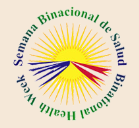 Semana Binacional de Salud
Binational Health Week